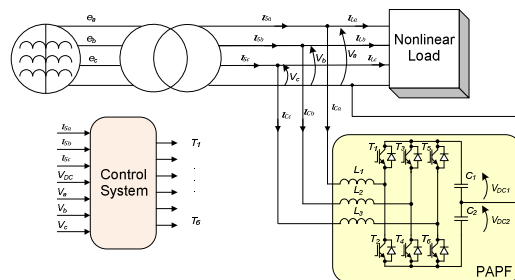 e_a
i_Sa
i_La
e_b
i_Sb
i_Lb
e_c
i_Sc
i_Lc
V_c
V_b
V_a
Nonlinear
Load
i_Cc
i_Cb
i_Ca
i_Sa
i_Sb
i_Sc
V_DC
V_a
V_b
V_c
Control
System
T_1
.
.
.
T_6
T_1
T_3
T_5
L_1
L_2
L_3
C_1
V_DC1
C_2
V_DC2
T_2
T_4
T_6
PAPF